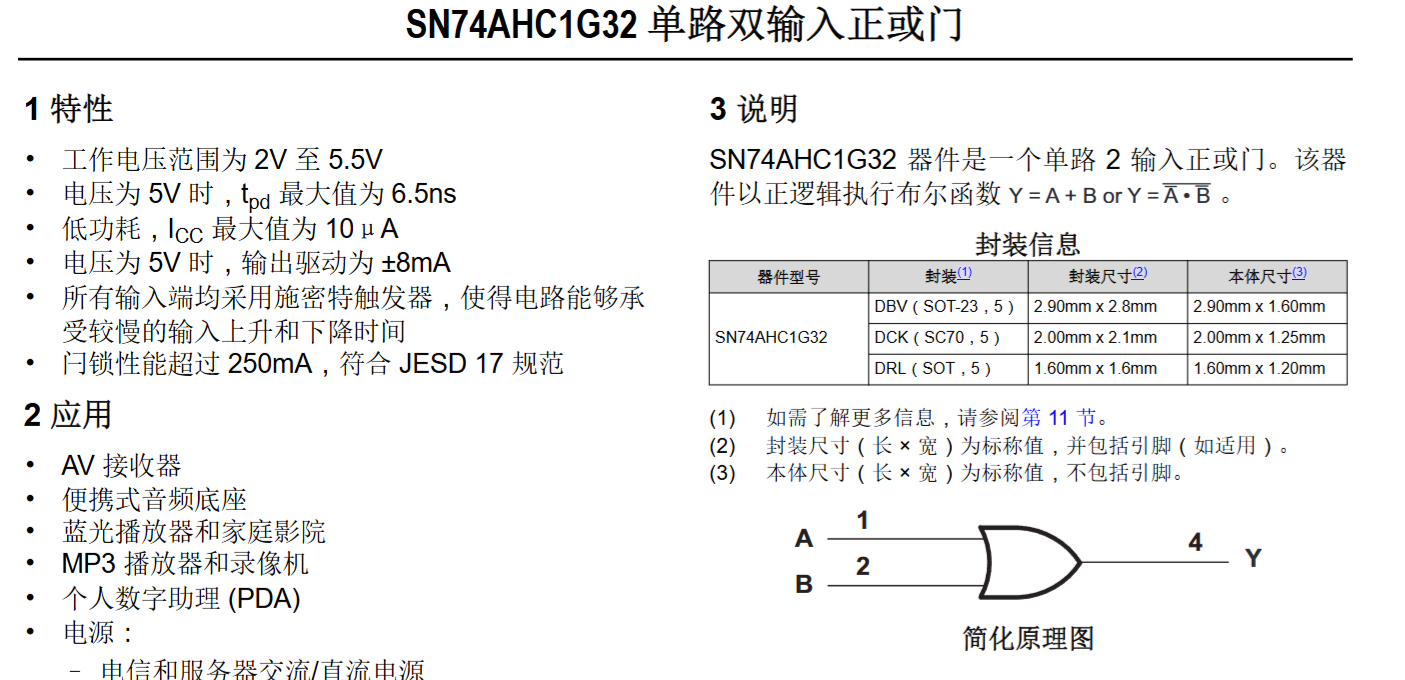 SN74AHC1G32 单路双输入正或门
1 特性
• 工作电压范围为 2V 至 5.5V
• 电压为 5V 时，tpd 最大值为 6.5ns
• 低功耗，ICC 最大值为 10μA
• 电压为 5V 时，输出驱动为 ±8mA
• 所有输入端均采用施密特触发器，使得电路能够承
受较慢的输入上升和下降时间
• 闩锁性能超过 250mA，符合 JESD 17 规范
2 应用
• AV 接收器
• 便携式音频底座
• 蓝光播放器和家庭影院
• MP3 播放器和录像机
• 个人数字助理 (PDA)
• 电源：
– 电信和服务器交流/直流电源
3 说明
SN74AHC1G32 器件是一个单路 2 输入正或门。该器
件以正逻辑执行布尔函数 Y = A + B or Y = A̅ • B̅ 。
封装信息
器件型号 封装(1) 封装尺寸(2) 本体尺寸(3)
SN74AHC1G32
DBV（SOT-23，5） 2.90mm x 2.8mm 2.90mm x 1.60mm
DCK（SC70，5） 2.00mm x 2.1mm 2.00mm x 1.25mm
DRL（SOT，5） 1.60mm x 1.6mm 1.60mm x 1.20mm
(1) 如需了解更多信息，请参阅第 11 节。
(2) 封装尺寸（长 × 宽）为标称值，并包括引脚（如适用）。
(3) 本体尺寸（长 × 宽）为标称值，不包括引脚。
A 1
B 2
4 Y
简化原理图